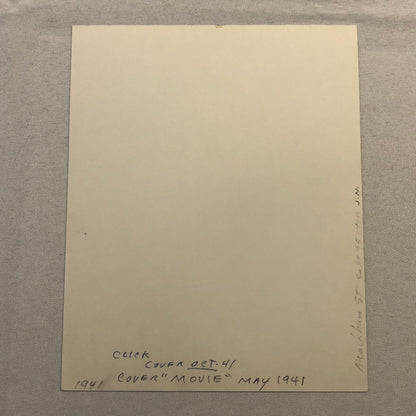 CLICK
COVER OCT. 41
COVER "MOVIE" MAY 1941
1941
J.N.